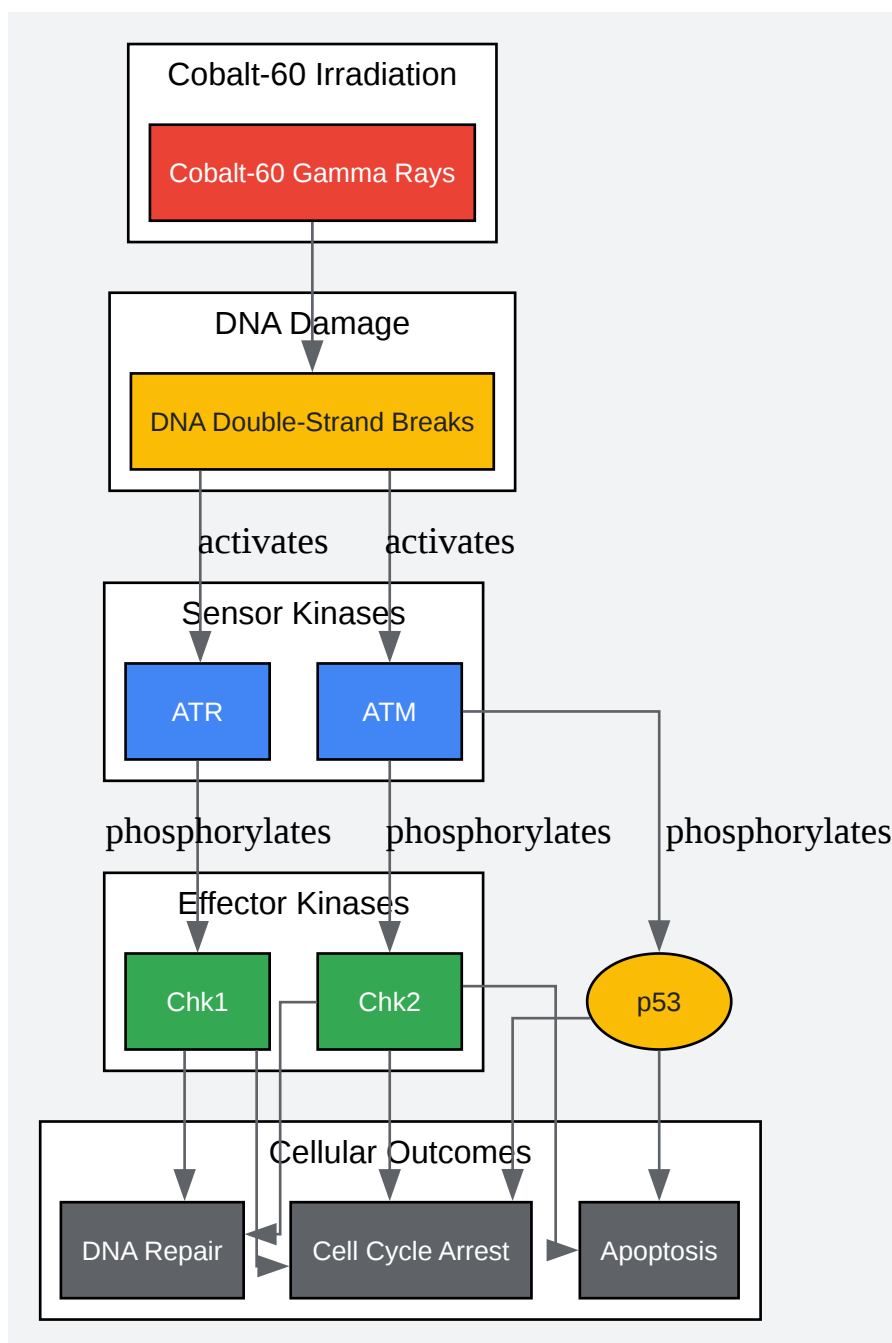 Cobalt-60 Irradiation
Cobalt-60 Gamma Rays
DNA Damage
DNA Double-Strand Breaks
activates
activates
Sensor Kinases
ATR
ATM
phosphorylates
phosphorylates
phosphorylates
Effector Kinases
Chk1
Chk2
p53
Cellular Outcomes
DNA Repair
Cell Cycle Arrest
Apoptosis